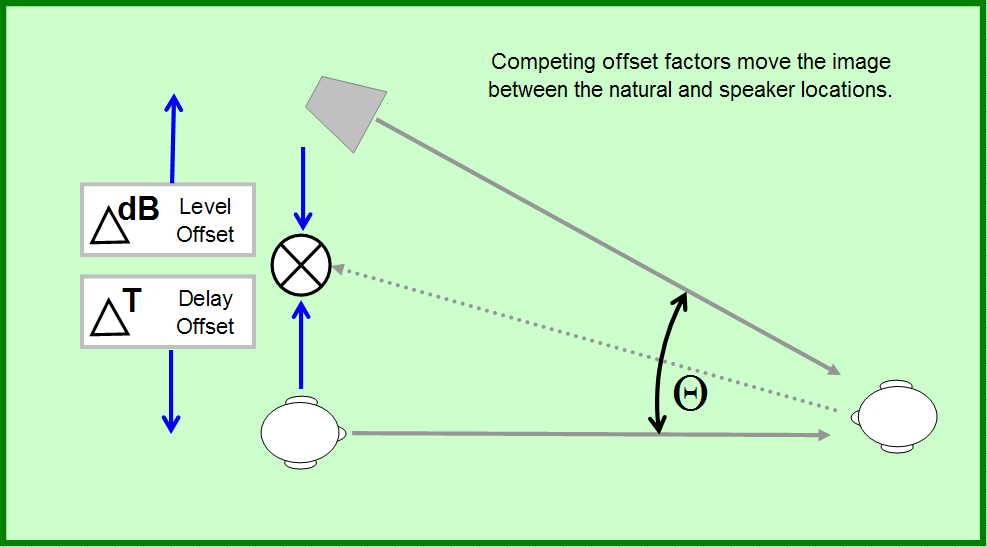 Competing offset factors move the image
between the natural and speaker locations.
△dB Level
Offset
△T Delay
Offset
Θ